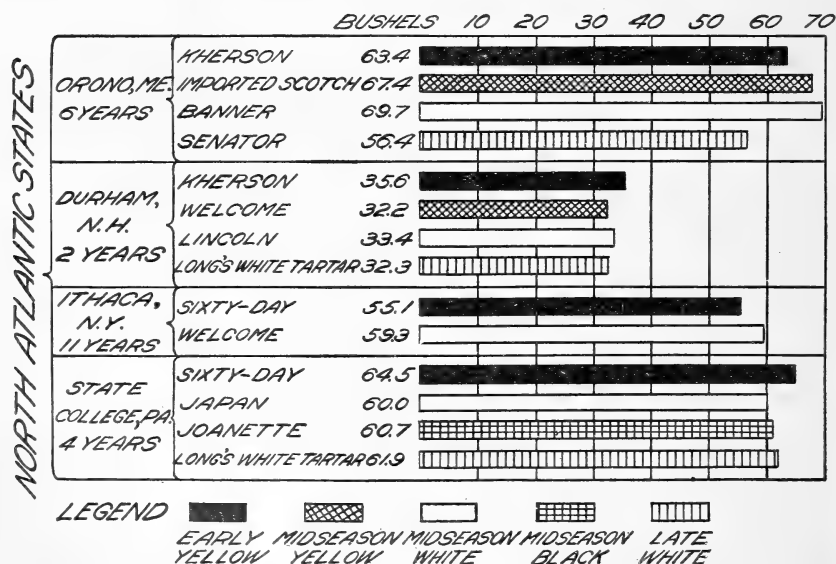 BUSHELS 10 20 30 40 50 60 70
NORTH ATLANTIC STATES
ORONO, ME.
6 YEARS
KHERSON 63.4
IMPORTED SCOTCH 67.4
BANNER 69.7
SENATOR 56.4
DURHAM,
N.H.
2 YEARS
KHERSON 35.6
WELCOME 32.2
LINCOLN 33.4
LONG'S WHITE TARTAR 32.3
ITHACA,
N.Y.
11 YEARS
SIXTY-DAY 55.1
WELCOME 59.3
STATE
COLLEGE, PA.
4 YEARS
SIXTY-DAY 64.5
JAPAN 60.0
JOANETTE 60.7
LONG'S WHITE TARTAR 61.9
LEGEND
EARLY MIDSEASON MIDSEASON MIDSEASON LATE
YELLOW YELLOW WHITE BLACK WHITE